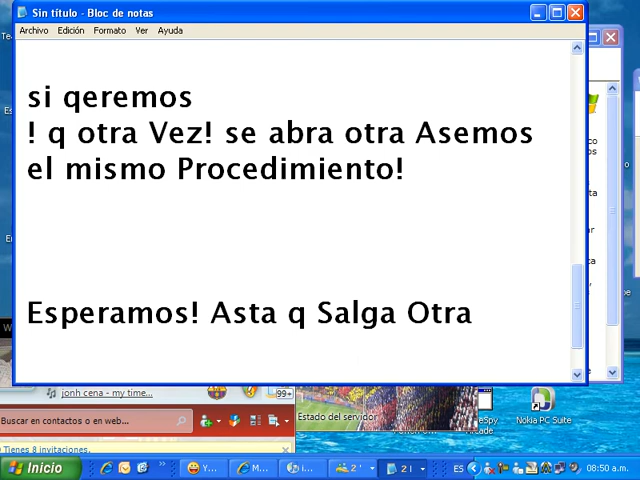 Sin título - Bloc de notas
Archivo Edición Formato Ver Ayuda
si qeremos
! q otra Vez! se abra otra Asemos
el mismo Procedimiento!
Esperamos! Asta q Salga Otra
jonh cena - my time...
99+
Buscar en contactos o en web...
Estado del servidor
Nokia PC Suite
Tienes 8 invitaciones.
Inicio
ES
08:50 a.m.